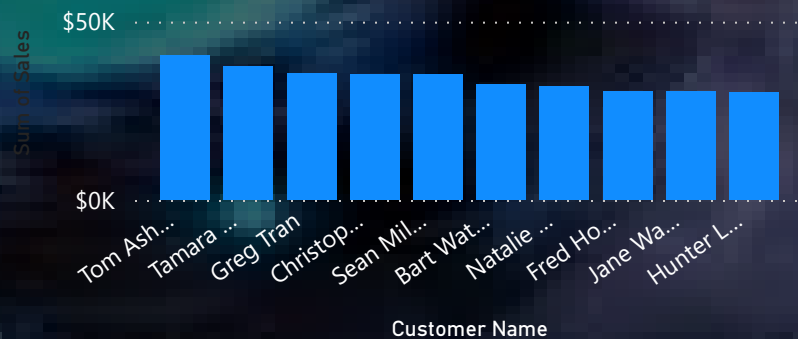 $50K
Sum of Sales
$0K
Tom Ash...
Tamara ...
Greg Tran
Christop...
Sean Mil...
Bart Wat...
Natalie ...
Fred Ho...
Jane Wa...
Hunter L...
Customer Name